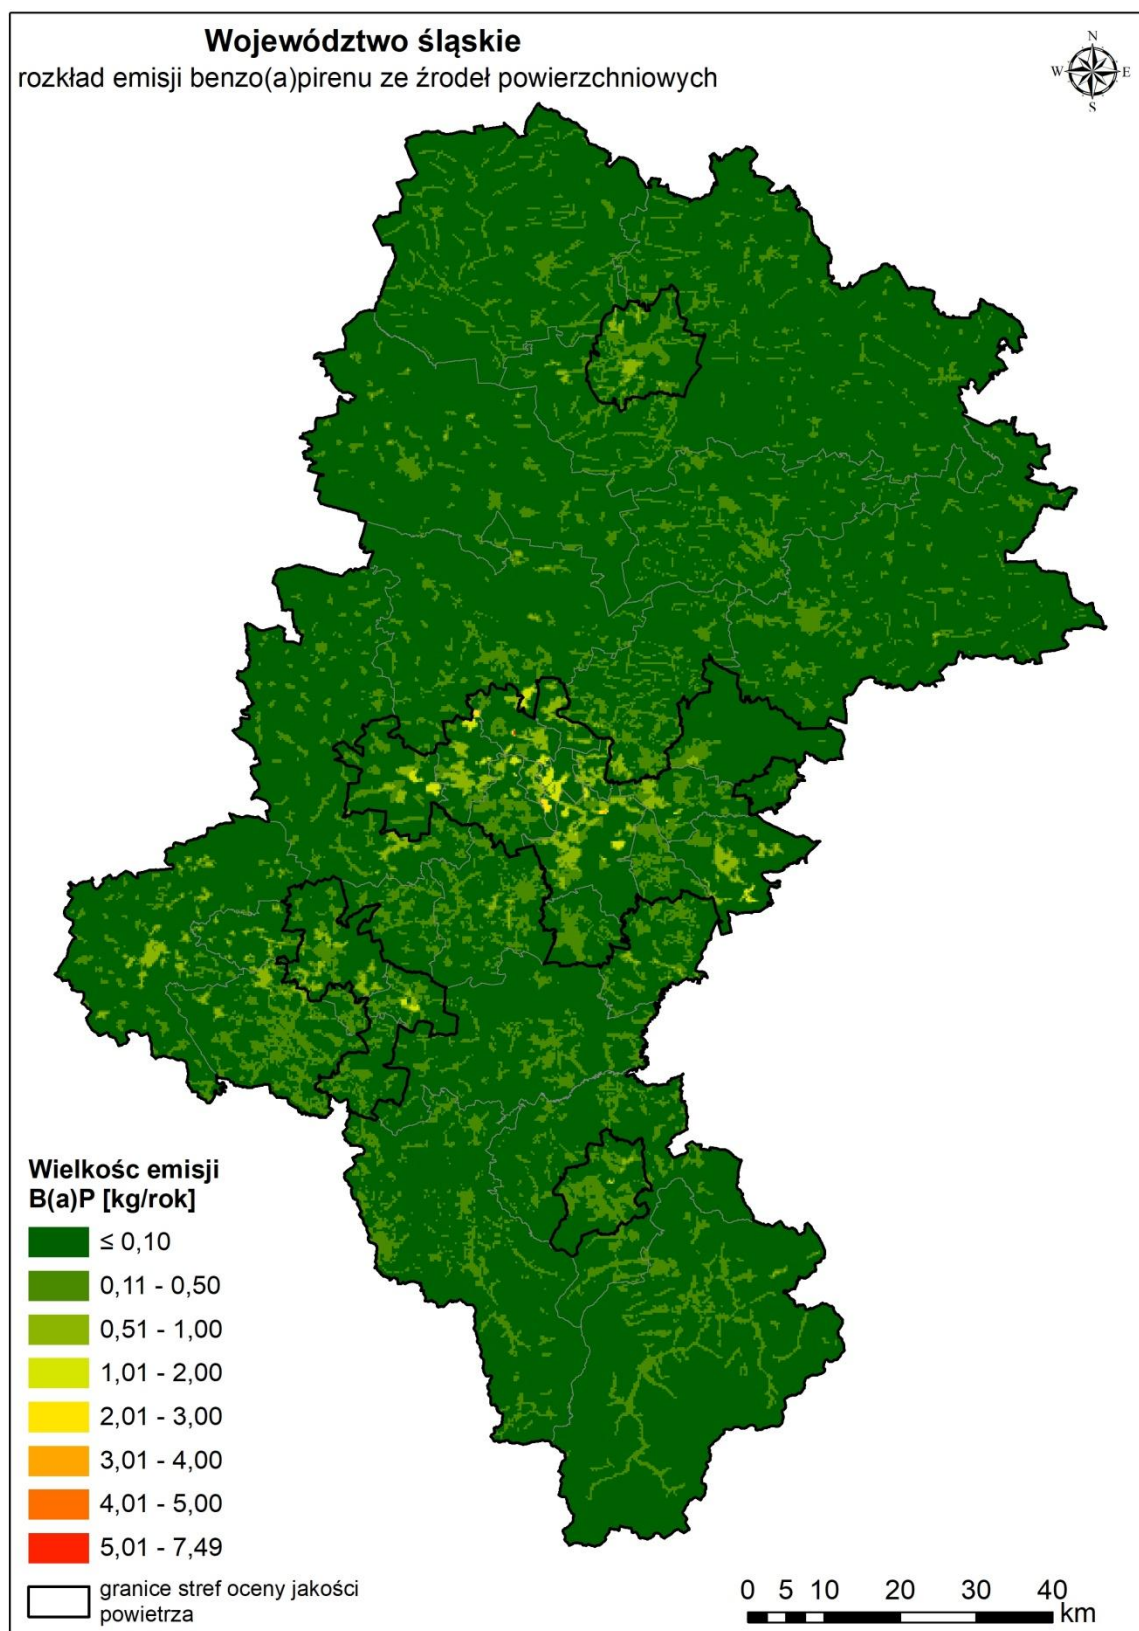 Województwo śląskie
rozkład emisji benzo(a)pirenu ze źrodeł powierzchniowych
N
W E
S
Wielkośc emisji
B(a)P [kg/rok]
≤ 0,10
0,11 - 0,50
0,51 - 1,00
1,01 - 2,00
2,01 - 3,00
3,01 - 4,00
4,01 - 5,00
5,01 - 7,49
granice stref oceny jakości
powietrza
0 5 10 20 30 40
km